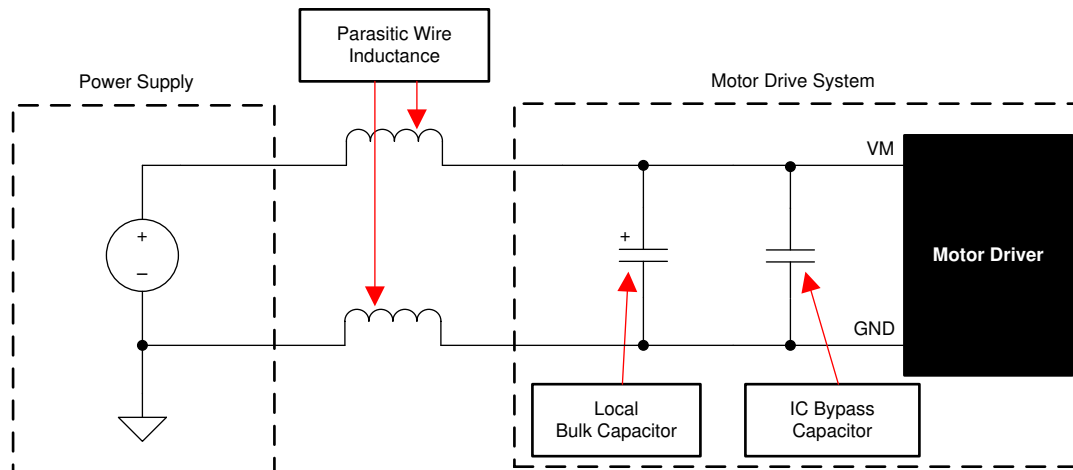 Parasitic Wire
Inductance
Power Supply
Motor Drive System
VM
+
–
+
Motor Driver
GND
Local
Bulk Capacitor
IC Bypass
Capacitor